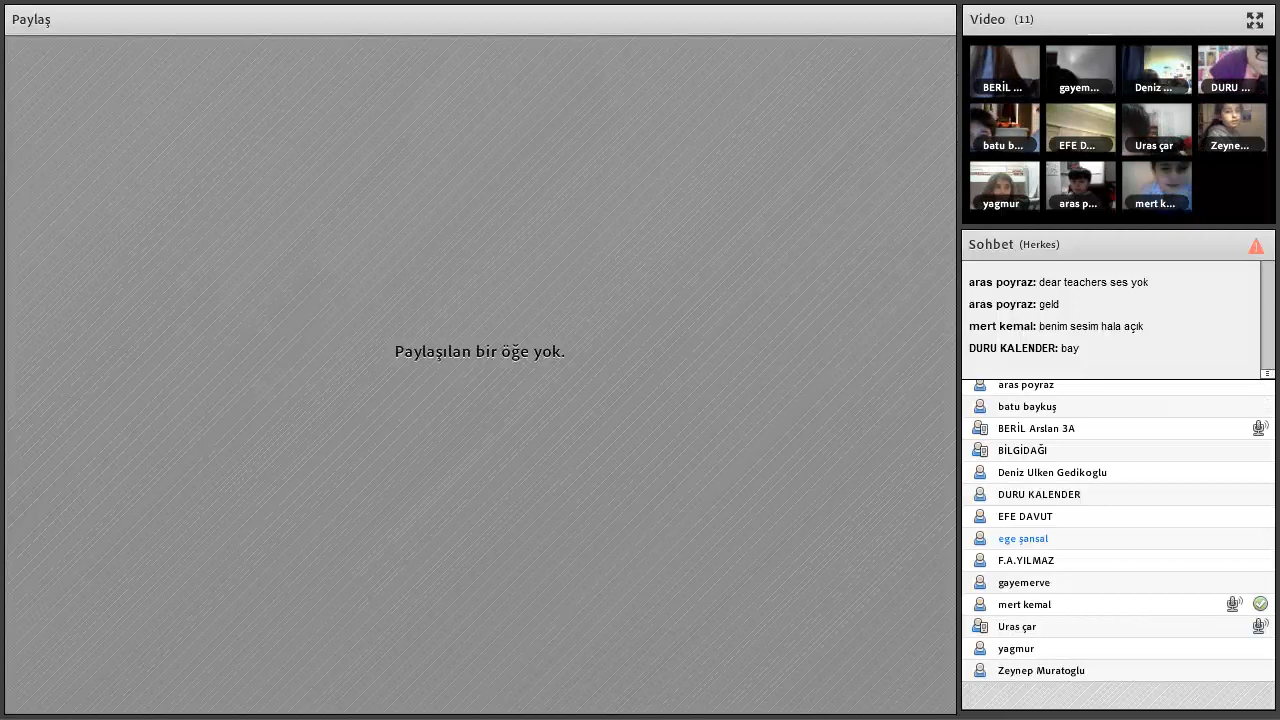 Paylaş
Paylaşılan bir öğe yok.
Video (11)
BERİL ...
gayem...
Deniz ...
DURU ...
batu b...
EFE D...
Uras çar
Zeyne...
yagmur
aras p...
mert k...
Sohbet (Herkes)
aras poyraz: dear teachers ses yok
aras poyraz: geld
mert kemal: benim sesim hala açık
DURU KALENDER: bay
aras poyraz
batu baykuş
BERİL Arslan 3A
BİLGİDAĞI
Deniz Ulken Gedikoglu
DURU KALENDER
EFE DAVUT
ege şansal
F.A.YILMAZ
gayemerve
mert kemal
Uras çar
yagmur
Zeynep Muratoglu